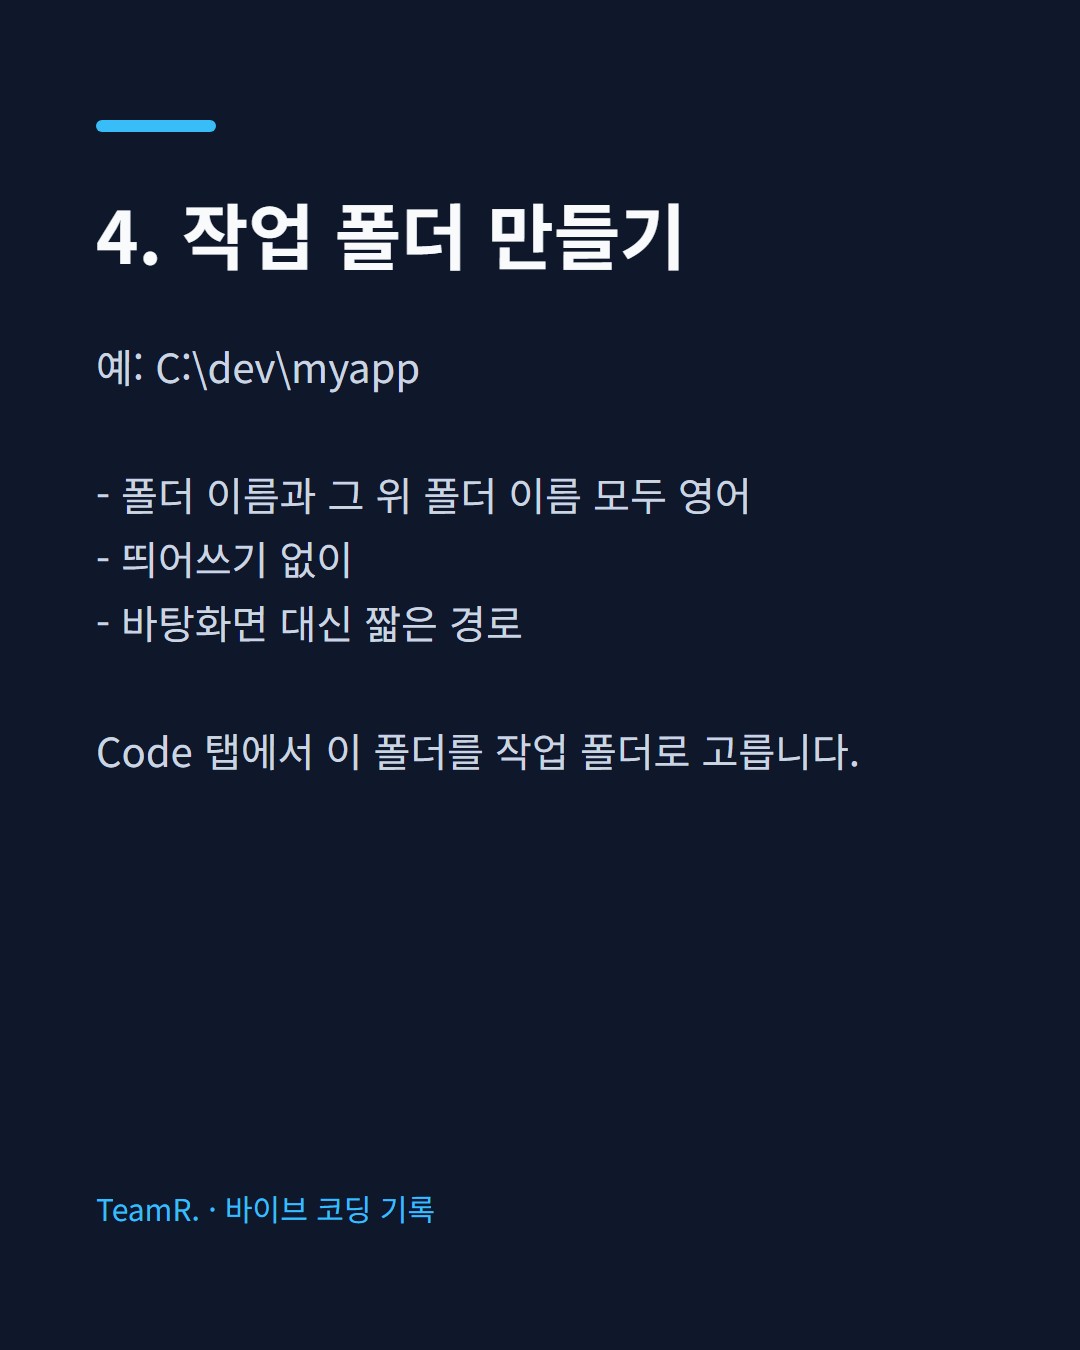 4. 작업 폴더 만들기
예: C:\dev\myapp
- 폴더 이름과 그 위 폴더 이름 모두 영어
- 띄어쓰기 없이
- 바탕화면 대신 짧은 경로
Code 탭에서 이 폴더를 작업 폴더로 고릅니다.
TeamR. · 바이브 코딩 기록